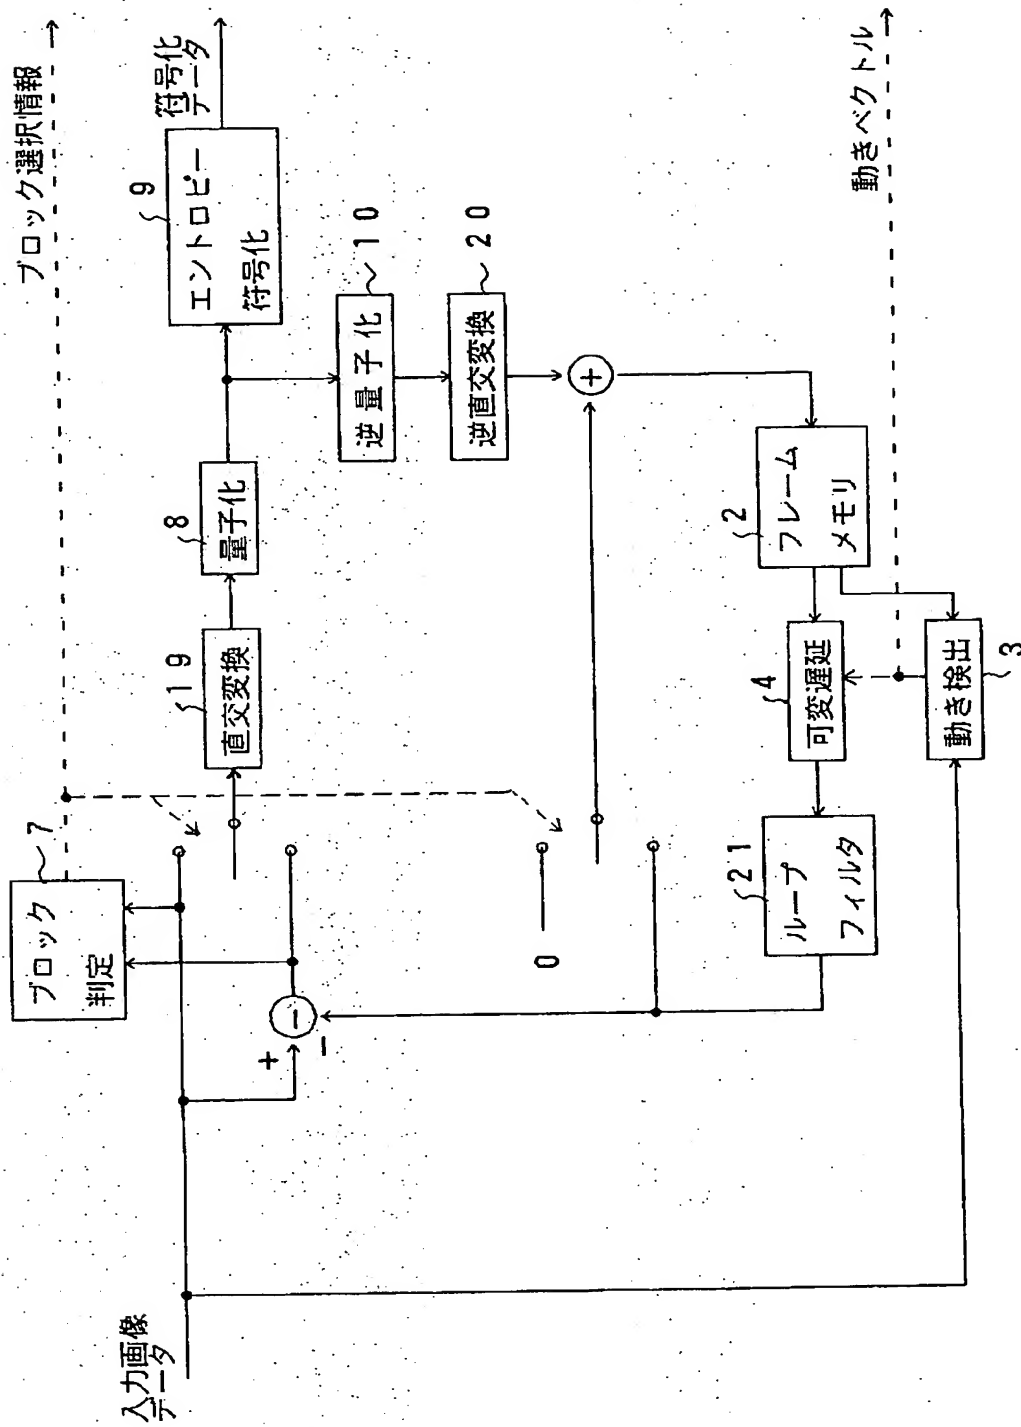 ブロック選択情報
ブロック
判定
7
入力画像
データ
+
−
−
19
直交変換
8
量子化
9
エントロピー
符号化
符号化
データ
逆量子化
10
逆直交変換
20
+
0
21
ループ
フィルタ
4
可変遅延
2
フレーム
メモリ
動き検出
3
動きベクトル